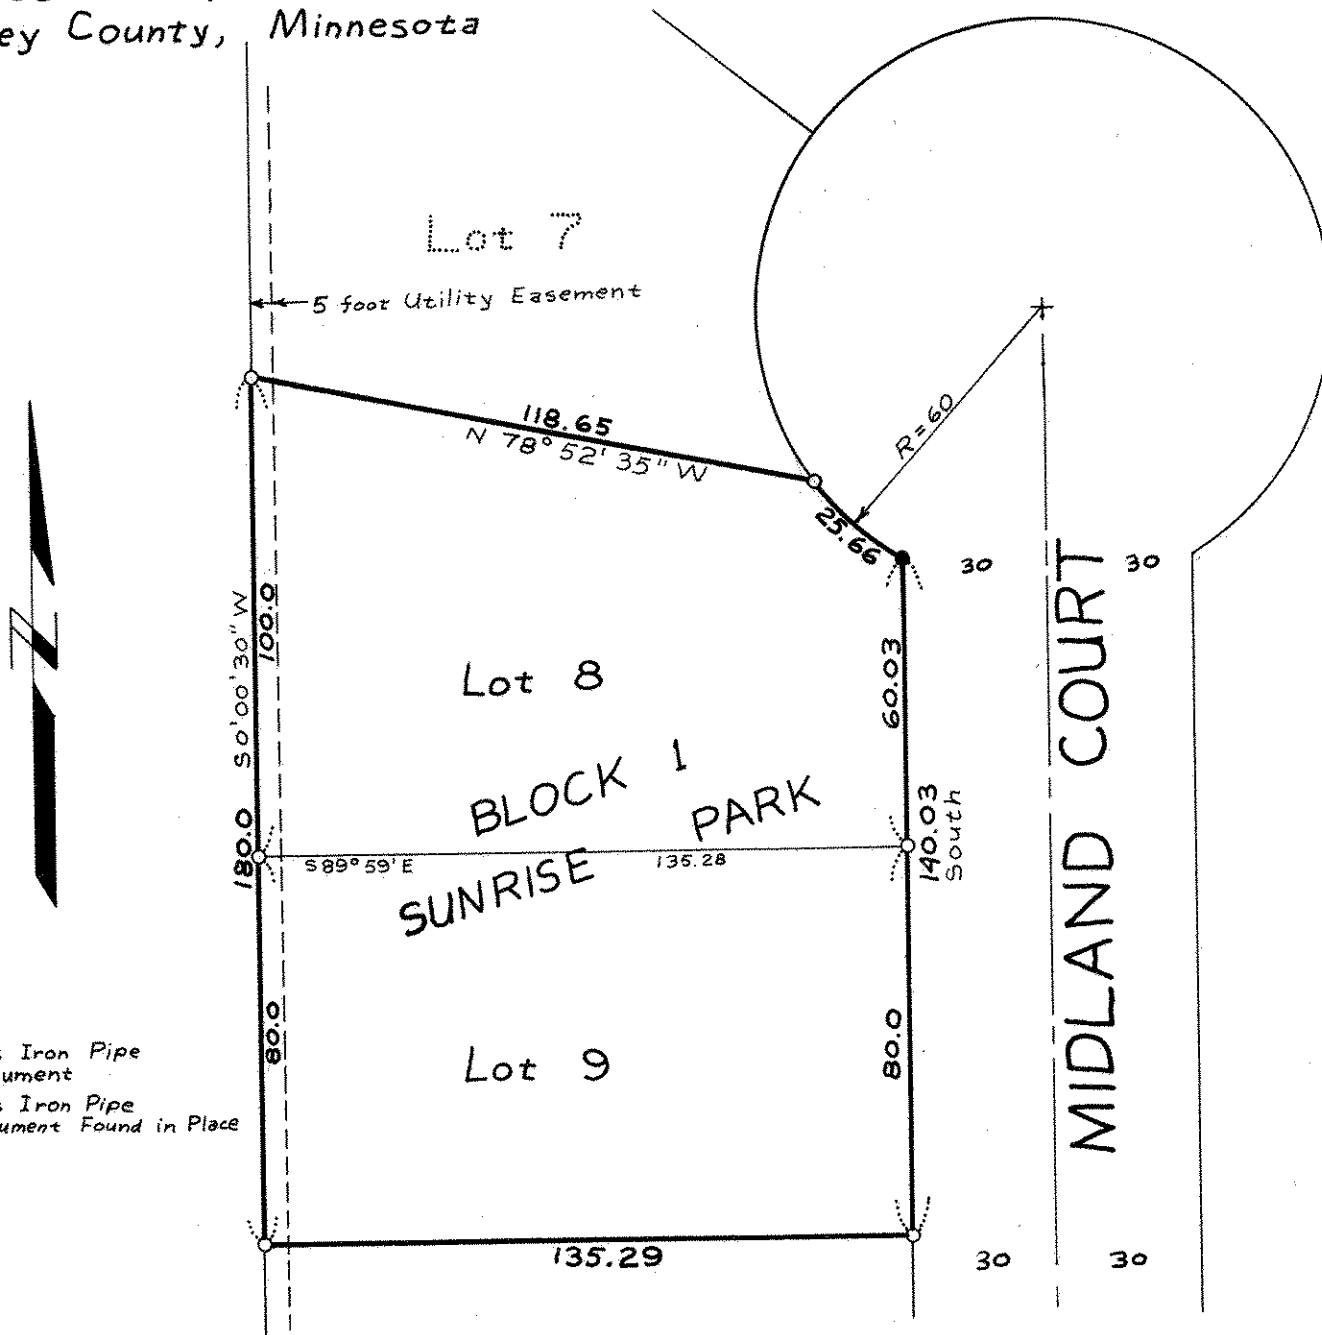 County, Minnesota
Lot 7
5 foot Utility Easement
118.65
N 78° 52' 35" W
R=60
25.66
30
30
S0°00'30" W
100.0
60.03
Lot 8
BLOCK 1
SUNRISE PARK
180.0
S89°59'E
135.28
140.03
South
MIDLAND COURT
N
80.0
80.0
Lot 9
Iron Pipe
Iron Pipe
Found in Place
135.29
30
30